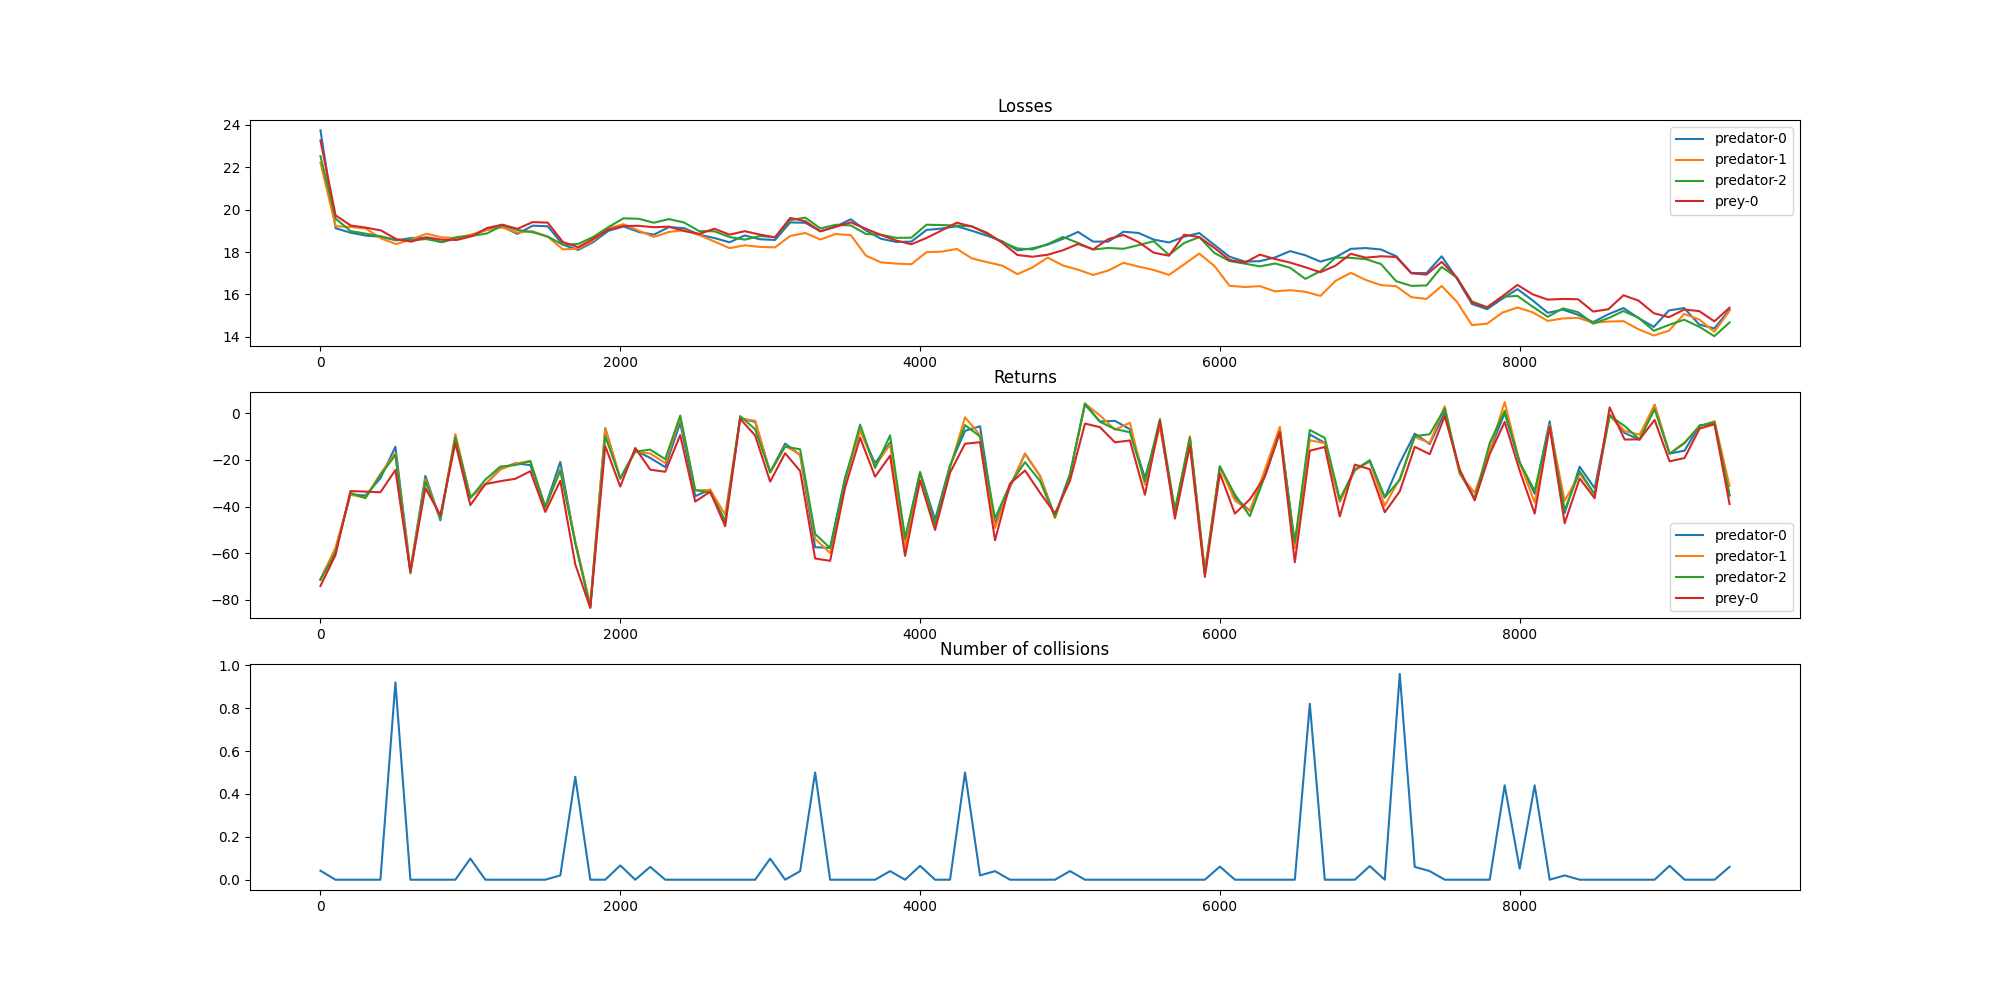 Losses
24
22
20
18
16
14
predator-0
predator-1
predator-2
prey-0
0 2000 4000 6000 8000
Returns
0
−20
−40
−60
−80
predator-0
predator-1
predator-2
prey-0
0 2000 4000 6000 8000
Number of collisions
1.0
0.8
0.6
0.4
0.2
0.0
0 2000 4000 6000 8000